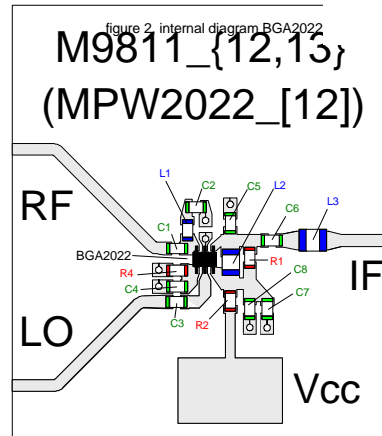 figure 2, internal diagram BGA2022
M9811_{12,13}
(MPW2022_[12])
L1
C2
C5
L2
C6
L3
RF
C1
BGA2022
R4
R1
C8
IF
C4
C7
LO
C3
R2
Vcc